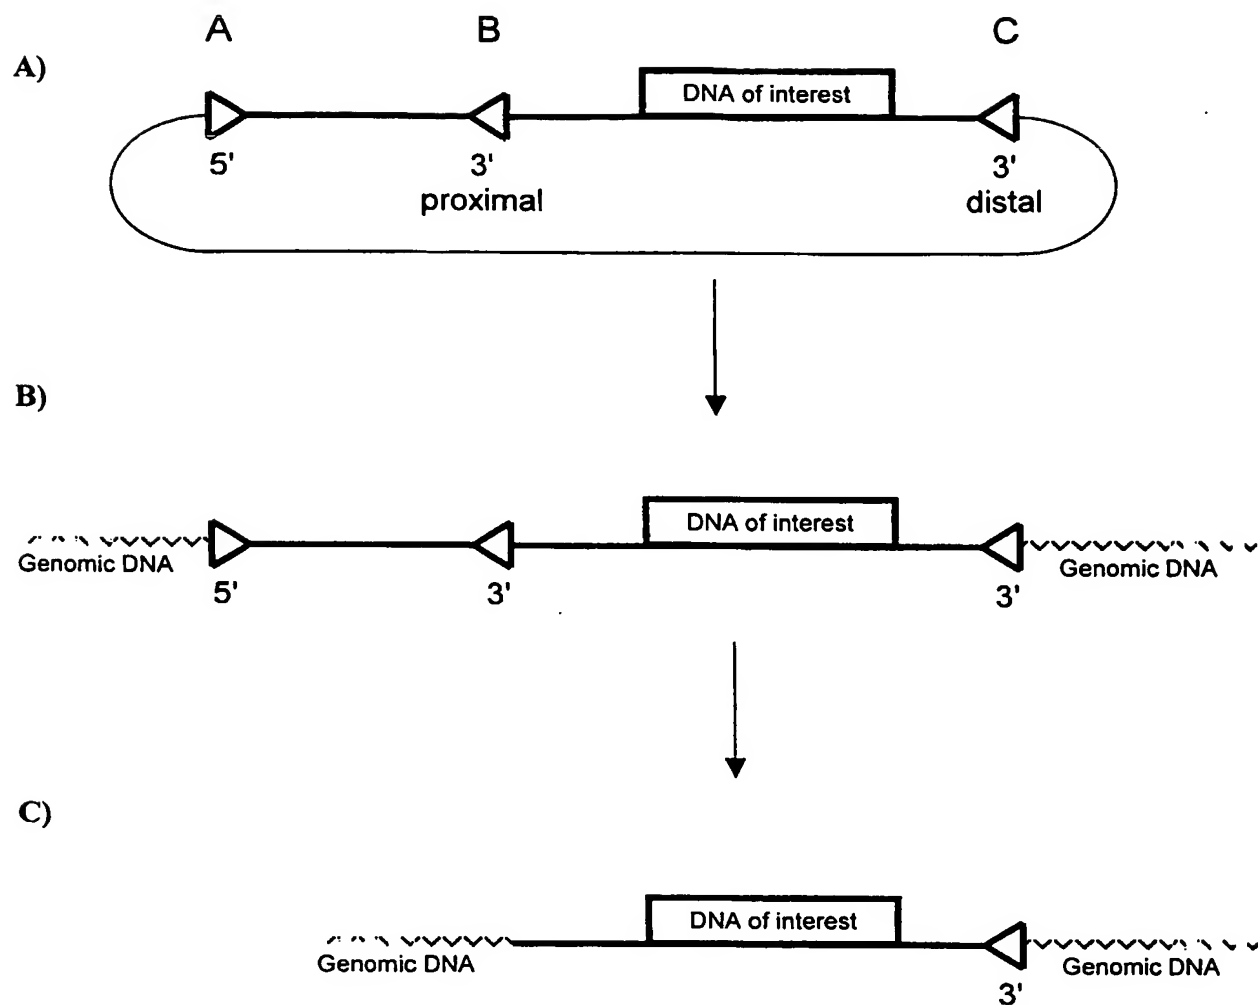 A B C
A)
DNA of interest
5' 3' 3'
proximal distal
B)
DNA of interest
Genomic DNA Genomic DNA
5' 3' 3'
C)
DNA of interest
Genomic DNA Genomic DNA
3'